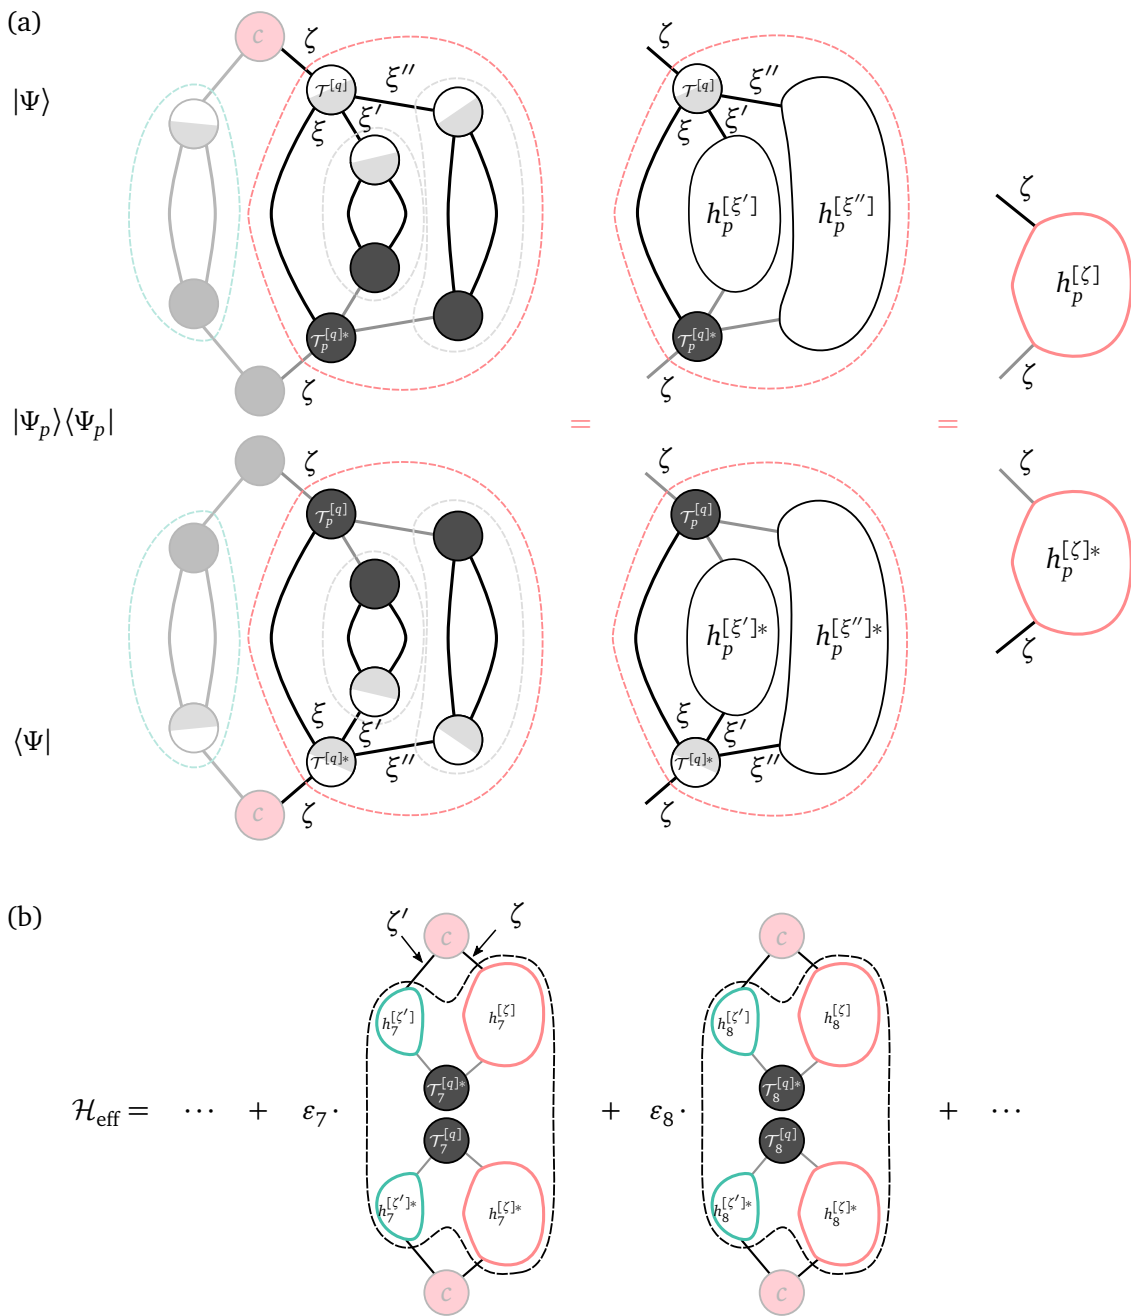 (a)
C ζ ζ
|Ψ⟩ 𝒯^[q] ξ'' 𝒯^[q] ξ''
ξ ξ' ξ ξ'
ζ
h_p^[ξ'] h_p^[ξ'']
h_p^[ζ]
𝒯_p^[q]* 𝒯_p^[q]*
ζ ζ ζ
|Ψ_p⟩⟨Ψ_p| = =
ζ ζ ζ
𝒯_p^[q] 𝒯_p^[q]
h_p^[ζ]*
h_p^[ξ']* h_p^[ξ'']*
ζ
ξ ξ' ξ ξ'
⟨Ψ| 𝒯^[q]* ξ'' 𝒯^[q]* ξ''
C ζ ζ
(b)
ζ' ζ
C C
h_7^[ζ'] h_7^[ζ] h_8^[ζ'] h_8^[ζ]
𝒯_7^[q]* 𝒯_8^[q]*
ℋ_eff = ⋯ + ε_7 · + ε_8 · + ⋯
𝒯_7^[q] 𝒯_8^[q]
h_7^[ζ']* h_7^[ζ]* h_8^[ζ']* h_8^[ζ]*
C C